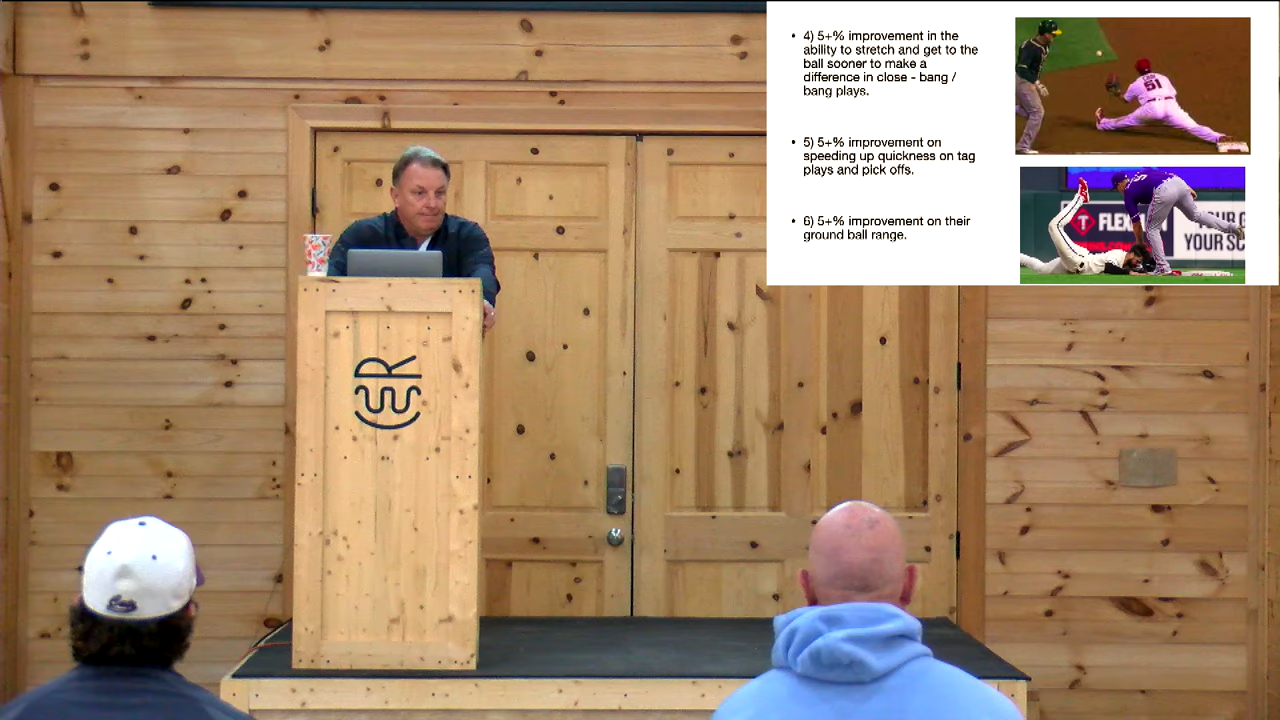 • 4) 5+% improvement in the
ability to stretch and get to the
ball sooner to make a
difference in close - bang /
bang plays.
• 5) 5+% improvement on
speeding up quickness on tag
plays and pick offs.
• 6) 5+% improvement on their
ground ball range.
51
FLEX
YOUR SC
R